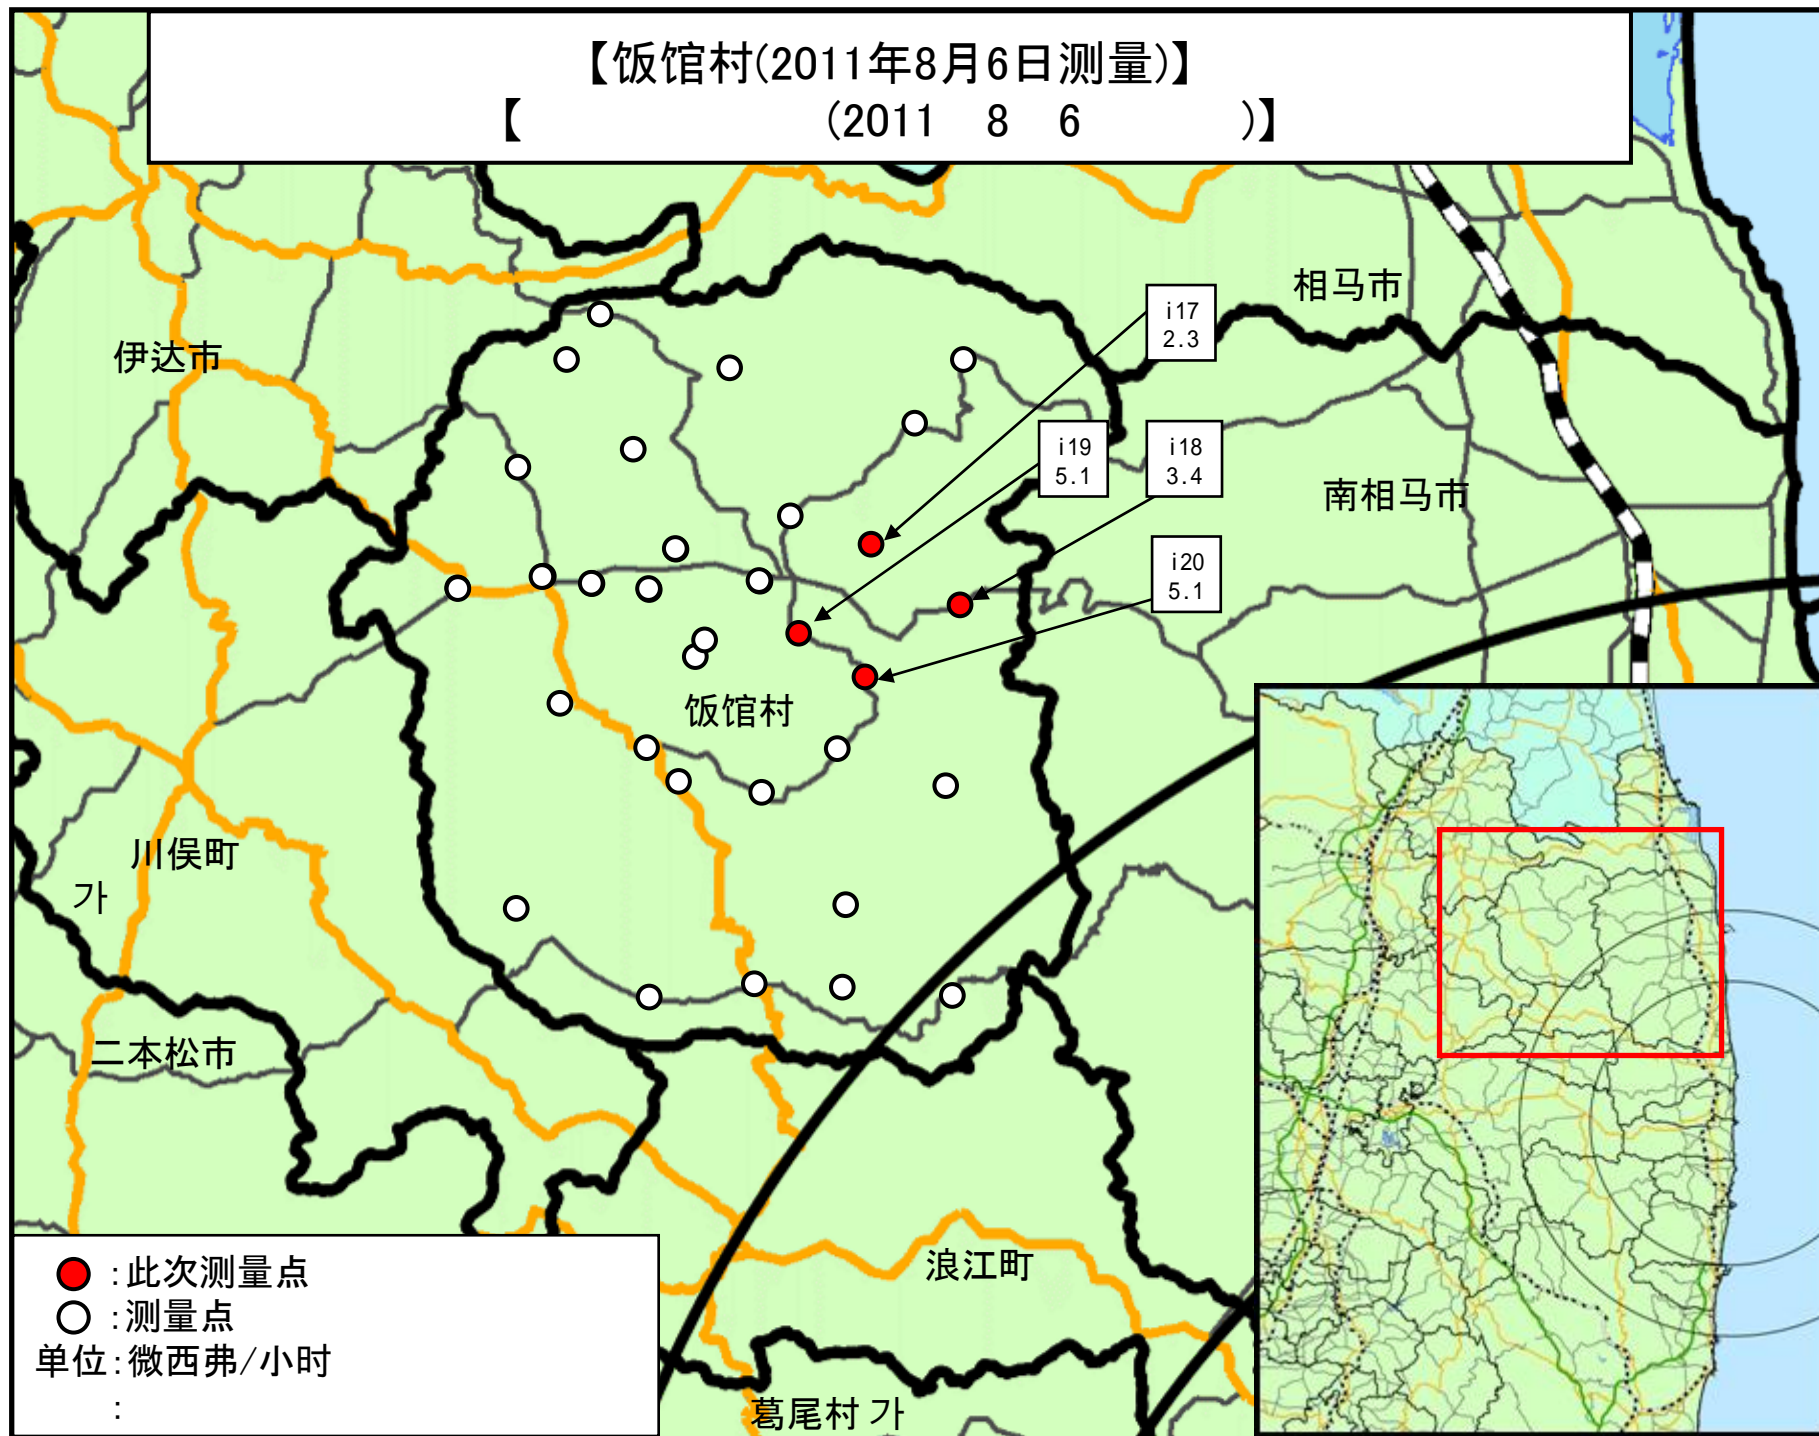 【饭馆村(2011年8月6日测量)】
【 (2011 8 6 )】
相马市
i17
2.3
伊达市
i19
5.1
i18
3.4
南相马市
i20
5.1
饭馆村
川俣町
가
二本松市
浪江町
:此次测量点
:测量点
单位:微西弗/小时
:
葛尾村 가